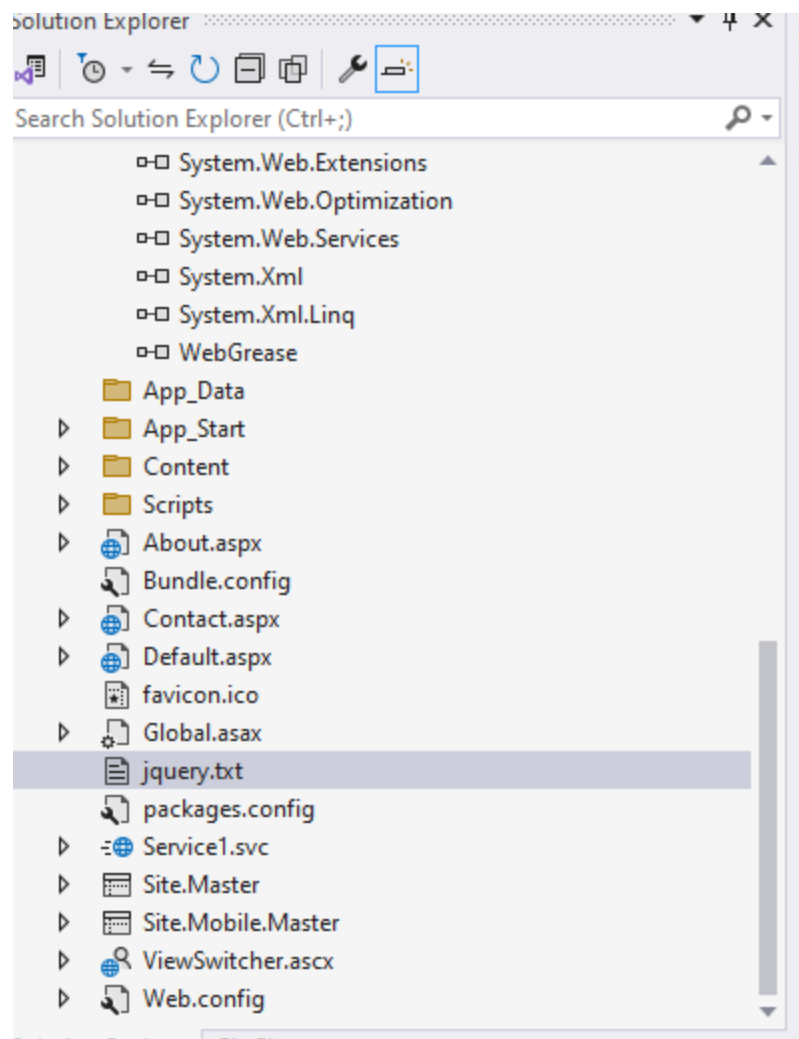 Solution Explorer
Search Solution Explorer (Ctrl+;)
System.Web.Extensions
System.Web.Optimization
System.Web.Services
System.Xml
System.Xml.Linq
WebGrease
App_Data
App_Start
Content
Scripts
About.aspx
Bundle.config
Contact.aspx
Default.aspx
favicon.ico
Global.asax
jquery.txt
packages.config
Service1.svc
Site.Master
Site.Mobile.Master
ViewSwitcher.ascx
Web.config